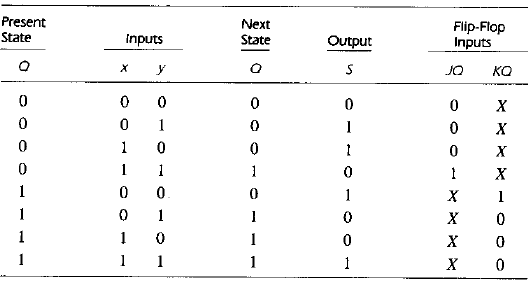 Present State Inputs Next State Output Flip-Flop Inputs
Q x y Q S JQ KQ
0 0 0 0 0 0 X
0 0 1 0 1 0 X
0 1 0 0 1 0 X
0 1 1 1 0 1 X
1 0 0 0 1 X 1
1 0 1 1 0 X 0
1 1 0 1 0 X 0
1 1 1 1 1 X 0